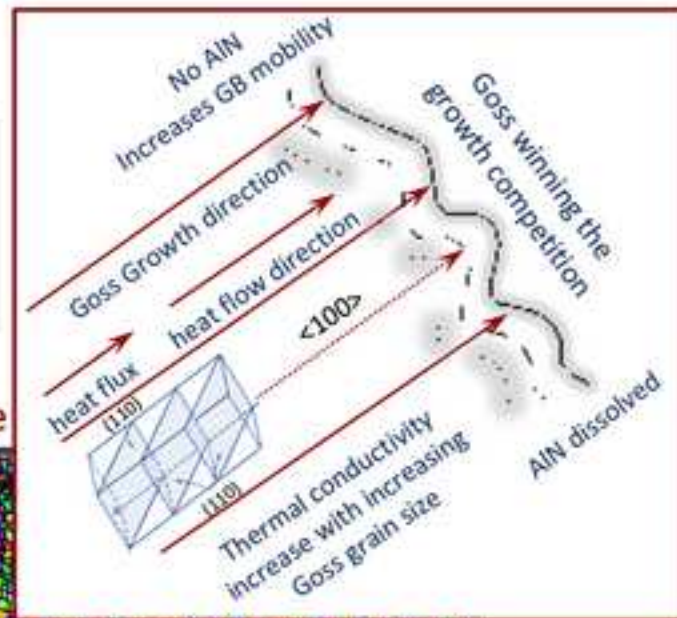 No AlN
Increases GB mobility
Goss winning the
growth competition
Goss Growth direction
heat flow direction
<100>
heat flux
(110)
(110)
AlN dissolved
Thermal conductivity
increase with increasing
Goss grain size